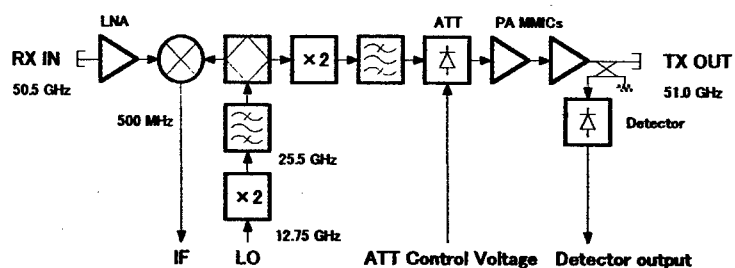 LNA
ATT
PA MMICs
RX IN
×2
TX OUT
50.5 GHz
51.0 GHz
500 MHz
Detector
25.5 GHz
×2
12.75 GHz
IF
LO
ATT Control Voltage
Detector output